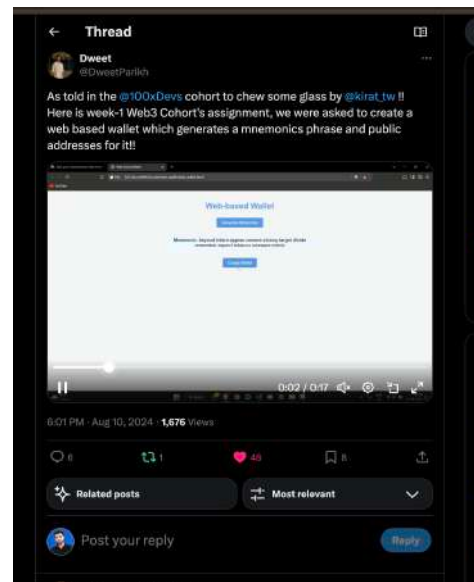 Thread
Dweet
@DweetParikh
As told in the @100xDevs cohort to chew some glass by @kirat_tw !!
Here is week-1 Web3 Cohort's assignment, we were asked to create a
web based wallet which generates a mnemonics phrase and public
addresses for it!!
Web-based Wallet
0:02 / 0:17
6:01 PM · Aug 10, 2024 · 1,676 Views
6
1
8
Related posts
Most relevant
Post your reply
Reply